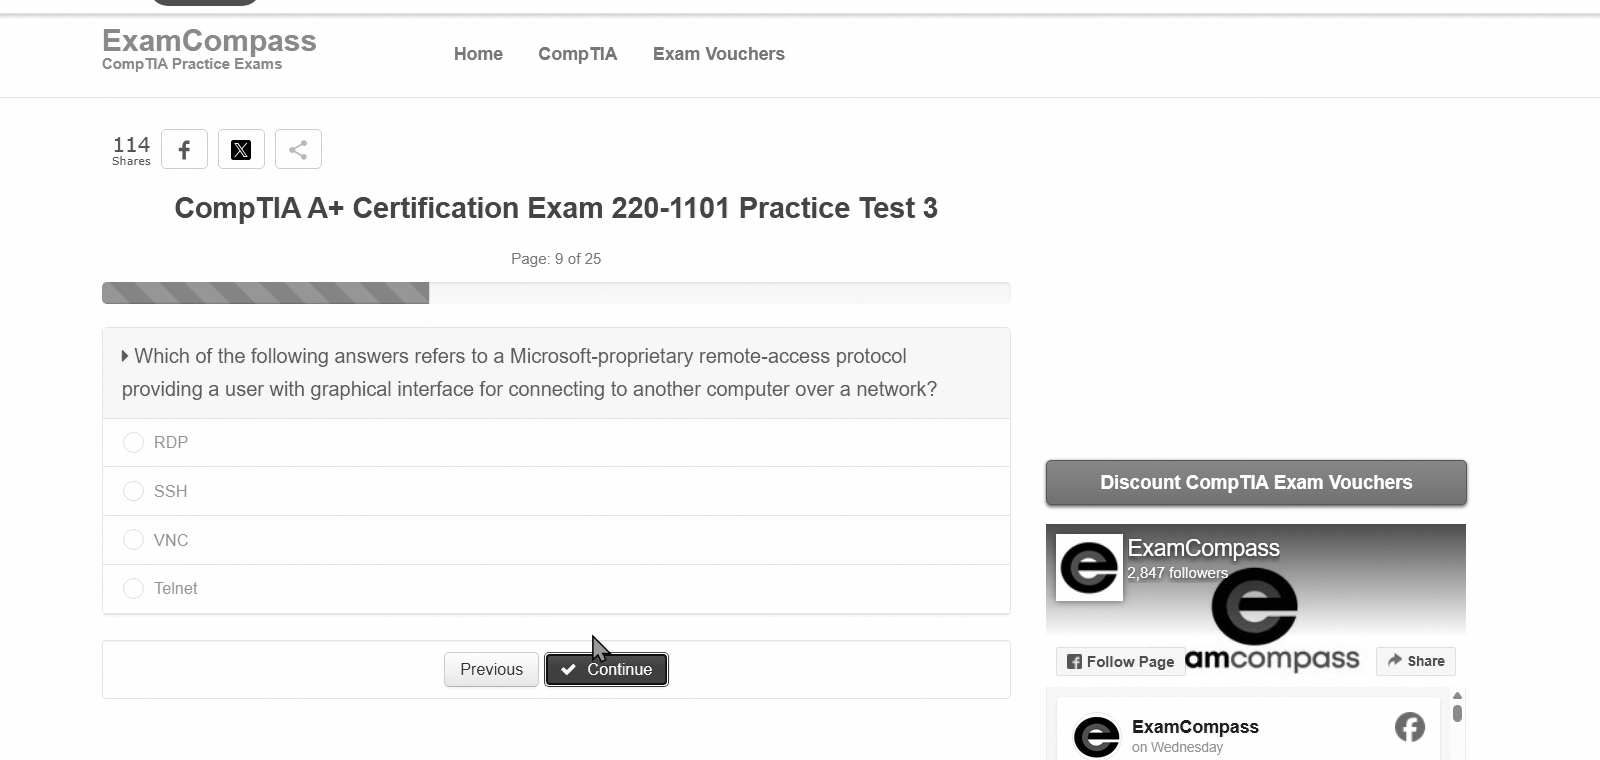 ExamCompass
CompTIA Practice Exams
Home
CompTIA
Exam Vouchers
114
Shares
CompTIA A+ Certification Exam 220-1101 Practice Test 3
Page: 9 of 25
Which of the following answers refers to a Microsoft-proprietary remote-access protocol
providing a user with graphical interface for connecting to another computer over a network?
RDP
SSH
VNC
Telnet
Previous
Continue
Discount CompTIA Exam Vouchers
ExamCompass
2,847 followers
Follow Page
amcompass
Share
ExamCompass
on Wednesday